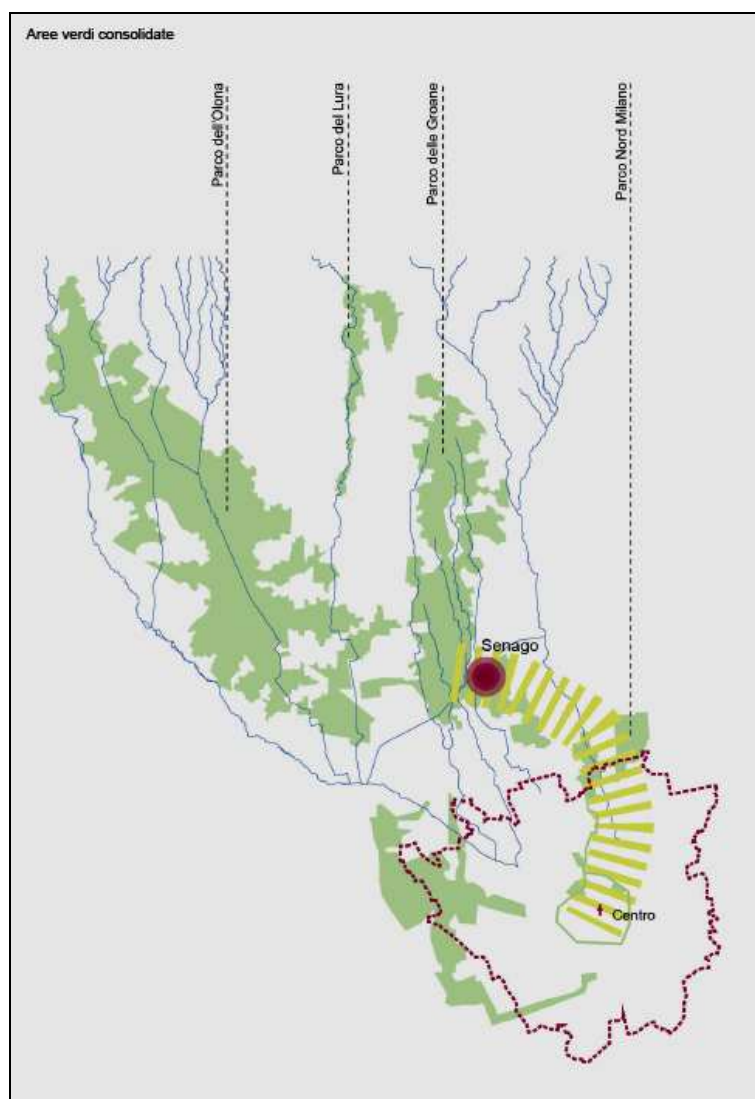 Aree verdi consolidate
Parco dell'Olona
Parco del Lura
Parco delle Groane
Parco Nord Milano
Senago
Centro